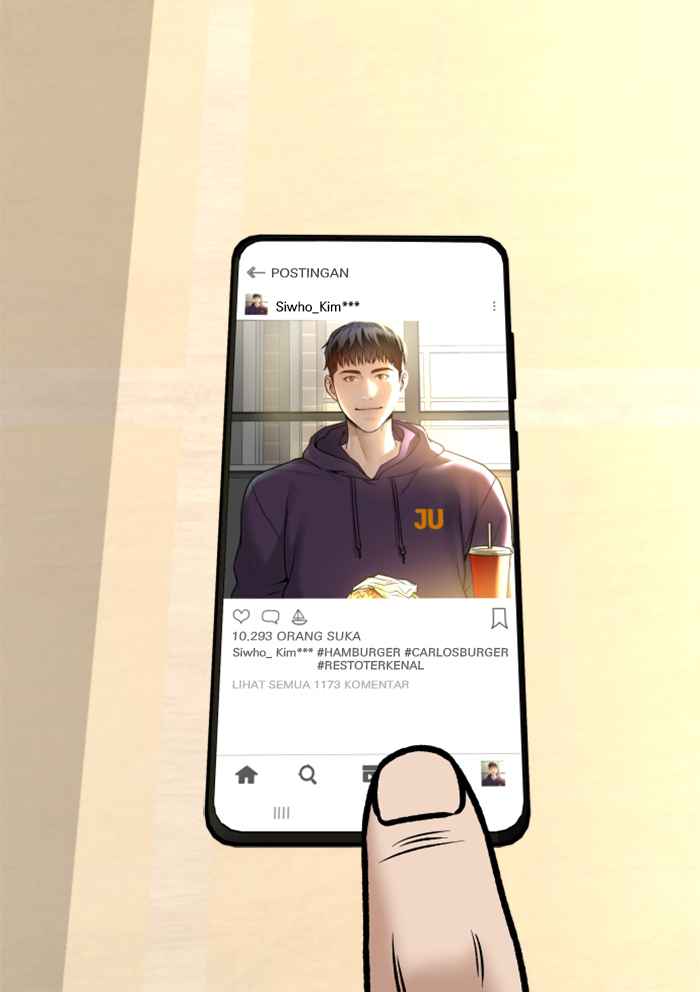 POSTINGAN
Siwho_Kim***
JU
10,293 ORANG SUKA
Siwho_ Kim*** #HAMBURGER #CARLOSBURGER
#RESTOTERKENAL
LIHAT SEMUA 1173 KOMENTAR